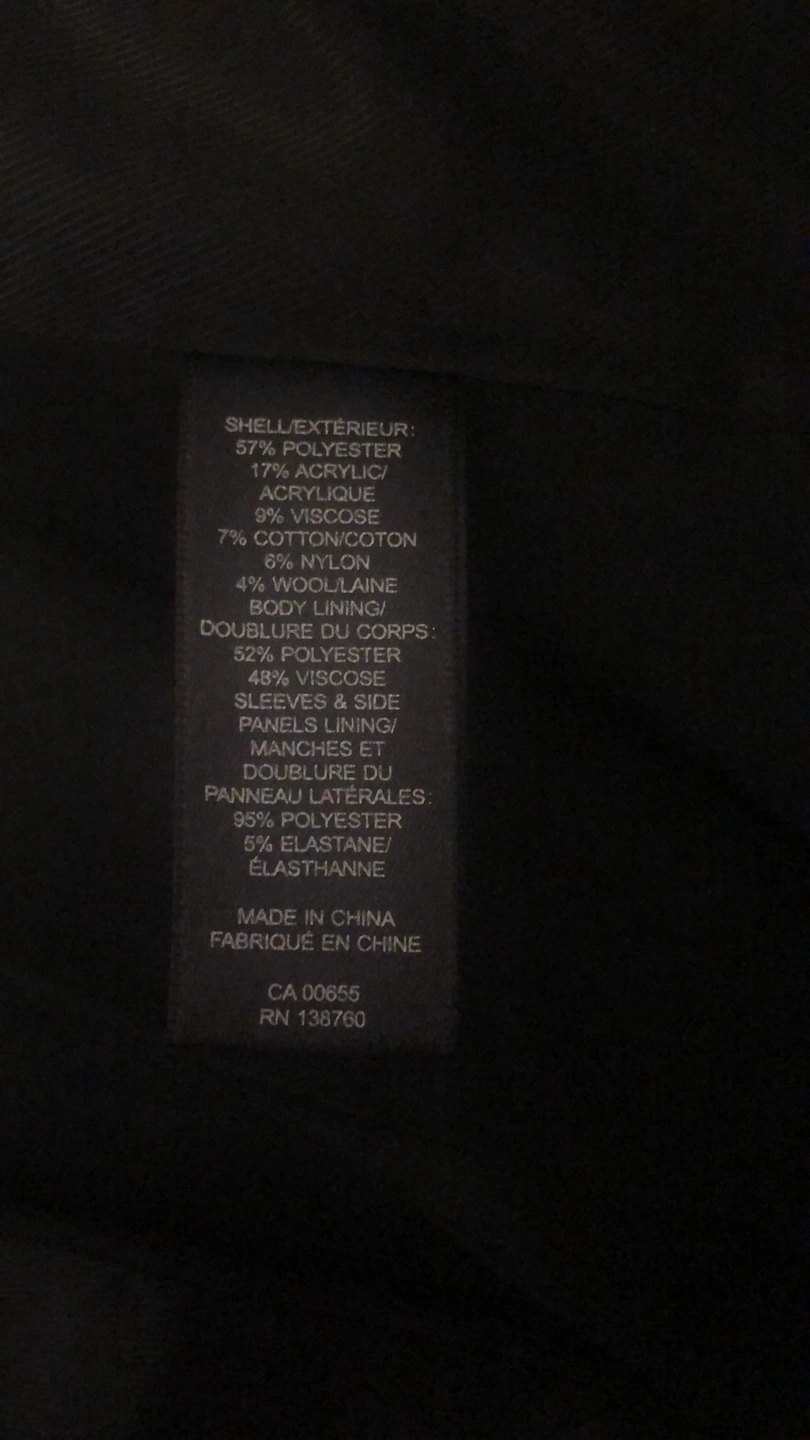 SHELL/EXTÉRIEUR:
57% POLYESTER
17% ACRYLIC/
ACRYLIQUE
9% VISCOSE
7% COTTON/COTON
6% NYLON
4% WOOL/LAINE
BODY LINING/
DOUBLURE DU CORPS:
52% POLYESTER
48% VISCOSE
SLEEVES & SIDE
PANELS LINING/
MANCHES ET
DOUBLURE DU
PANNEAU LATÉRALES:
95% POLYESTER
5% ELASTANE/
ÉLASTHANNE
MADE IN CHINA
FABRIQUÉ EN CHINE
CA 00655
RN 138760